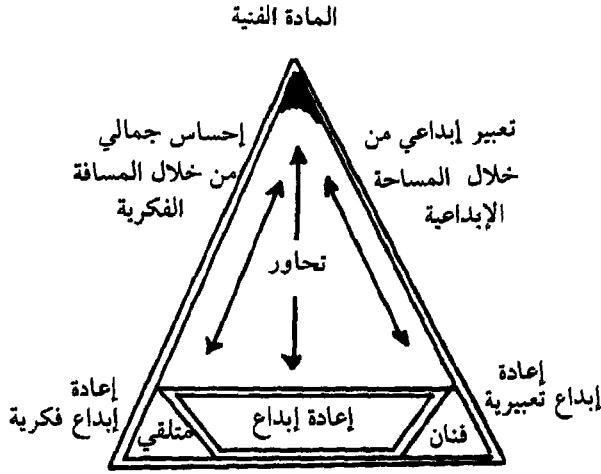 المادة الفنية
تعبير إبداعي من
خلال المساحة
الإبداعية
إحساس جمالي
من خلال المسافة
الفكرية
تحاور
إعادة
إبداع تعبيرية
إعادة
إبداع فكرية
فنان
إعادة إبداع
متلقي